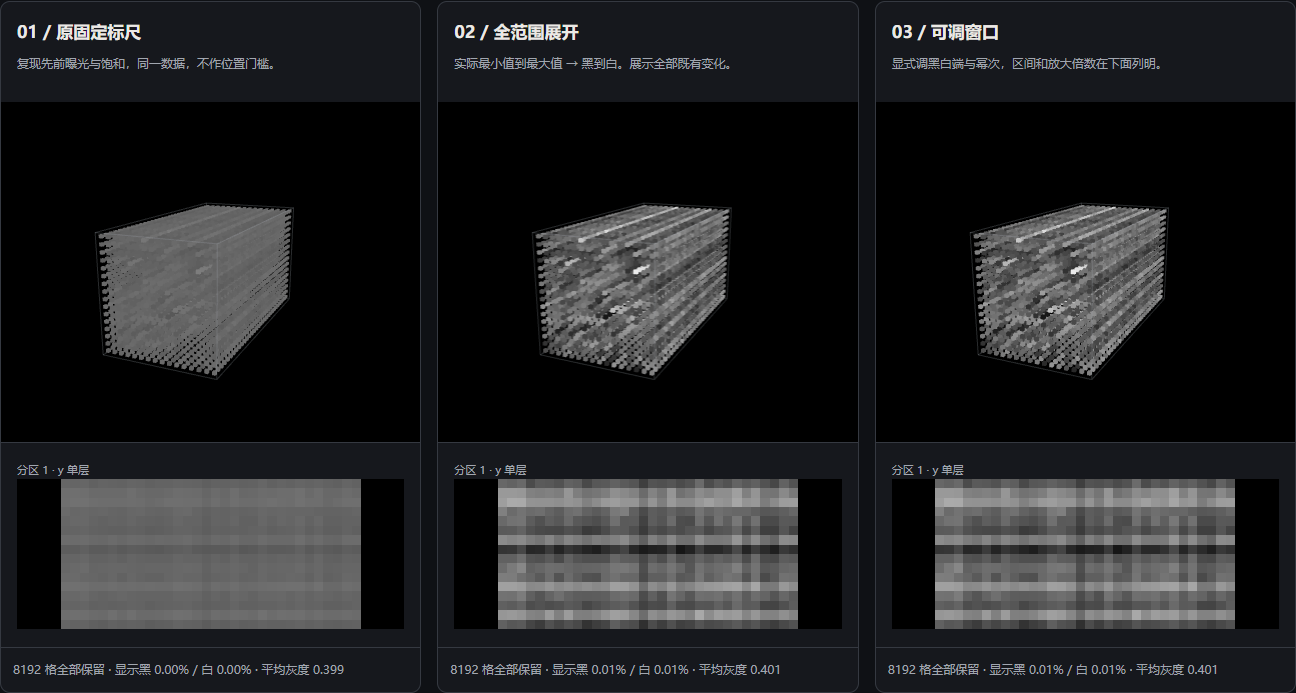 01 / 原固定标尺
复现先前曝光与饱和，同一数据，不作位置门槛。
分区 1 · y 单层
8192 格全部保留 · 显示黑 0.00% / 白 0.00% · 平均灰度 0.399
02 / 全范围展开
实际最小值到最大值 → 黑到白。展示全部既有变化。
分区 1 · y 单层
8192 格全部保留 · 显示黑 0.01% / 白 0.01% · 平均灰度 0.401
03 / 可调窗口
显式调黑白端与幂次，区间和放大倍数在下面列明。
分区 1 · y 单层
8192 格全部保留 · 显示黑 0.01% / 白 0.01% · 平均灰度 0.401